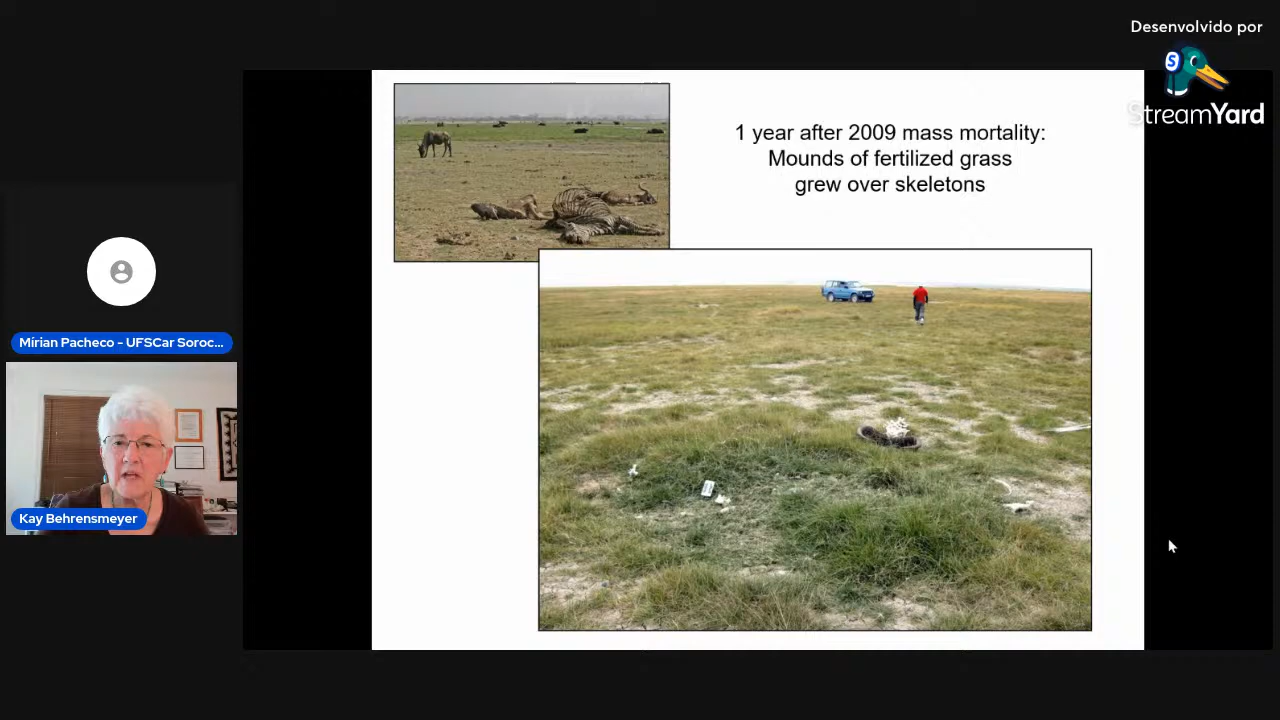 Desenvolvido por
StreamYard
1 year after 2009 mass mortality:
Mounds of fertilized grass
grew over skeletons
Mírian Pacheco - UFSCar Soroc...
Kay Behrensmeyer